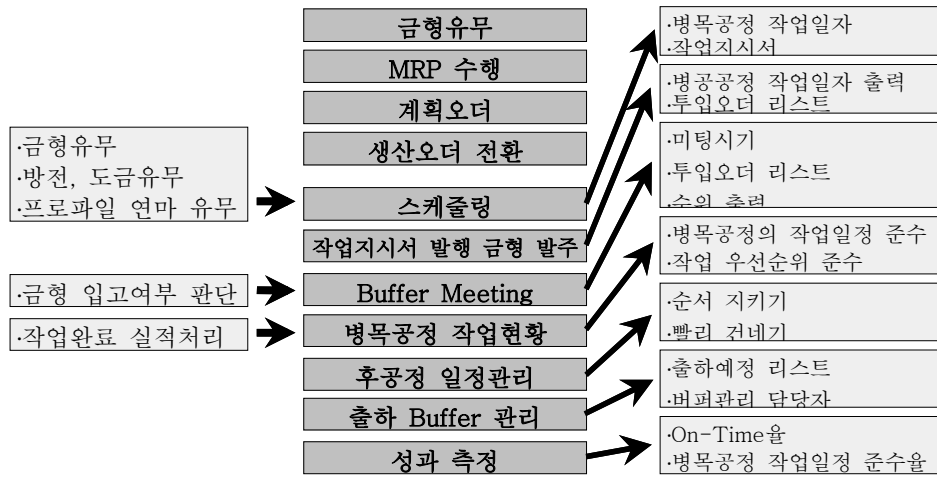 금형유무
MRP 수행
계획오더
생산오더 전환
스케줄링
작업지시서 발행 금형 발주
Buffer Meeting
병목공정 작업현황
후공정 일정관리
출하 Buffer 관리
성과 측정
·금형유무
·방전, 도금유무
·프로파일 연마 유무
·금형 입고여부 판단
·작업완료 실적처리
·병목공정 작업일자
·작업지시서
·병공공정 작업일자 출력
·투입오더 리스트
·미팅시기
·투입오더 리스트
·순위 출력
·병목공정의 작업일정 준수
·작업 우선순위 준수
·순서 지키기
·빨리 건네기
·출하예정 리스트
·버퍼관리 담당자
·On-Time율
·병목공정 작업일정 준수율